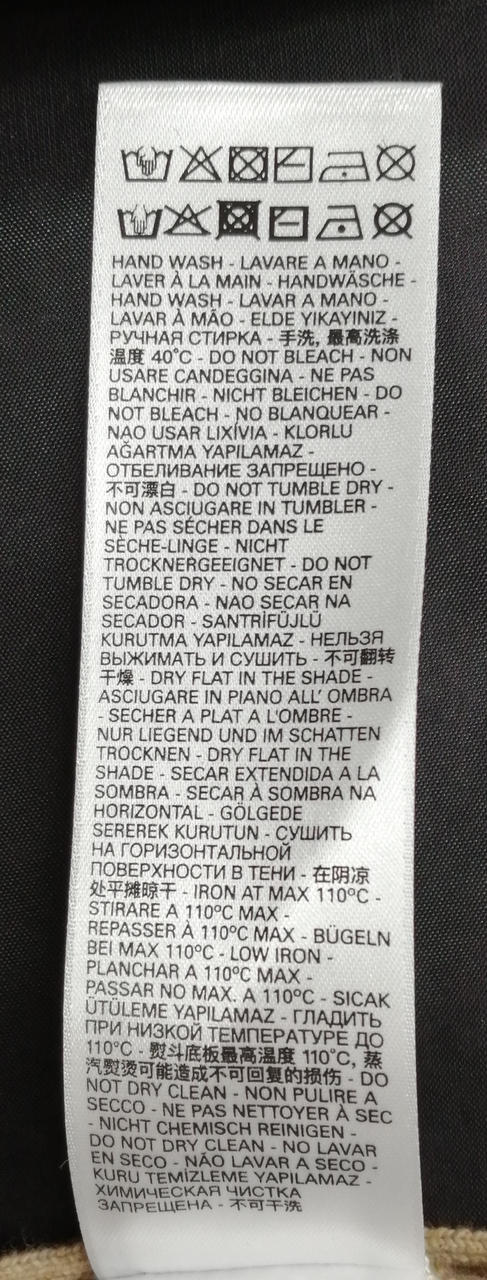 HAND WASH - LAVARE A MANO -
LAVER À LA MAIN - HANDWÄSCHE -
HAND WASH - LAVAR A MANO -
LAVAR À MÃO - ELDE YIKAYINIZ -
РУЧНАЯ СТИРКА - 手洗, 最高洗涤
温度 40°C - DO NOT BLEACH - NON
USARE CANDEGGINA - NE PAS
BLANCHIR - NICHT BLEICHEN - DO
NOT BLEACH - NO BLANQUEAR -
NAO USAR LIXÍVIA - KLORLU
AĞARTMA YAPILAMAZ -
ОТБЕЛИВАНИЕ ЗАПРЕЩЕНО -
不可漂白 - DO NOT TUMBLE DRY -
NON ASCIUGARE IN TUMBLER -
NE PAS SÉCHER DANS LE
SÈCHE-LINGE - NICHT
TROCKNERGEEIGNET - DO NOT
TUMBLE DRY - NO SECAR EN
SECADORA - NAO SECAR NA
SECADOR - SANTRİFÜJLÜ
KURUTMA YAPILAMAZ - НЕЛЬЗЯ
ВЫЖИМАТЬ И СУШИТЬ - 不可翻转
干燥 - DRY FLAT IN THE SHADE -
ASCIUGARE IN PIANO ALL' OMBRA
- SECHER A PLAT A L'OMBRE -
NUR LIEGEND UND IM SCHATTEN
TROCKNEN - DRY FLAT IN THE
SHADE - SECAR EXTENDIDA A LA
SOMBRA - SECAR À SOMBRA NA
HORIZONTAL - GÖLGEDE
SEREREK KURUTUN - СУШИТЬ
НА ГОРИЗОНТАЛЬНОЙ
ПОВЕРХНОСТИ В ТЕНИ - 在阴凉
处平摊晾干 - IRON AT MAX 110ºC -
STIRARE A 110ºC MAX -
REPASSER À 110ºC MAX - BÜGELN
BEI MAX 110ºC - LOW IRON -
PLANCHAR A 110ºC MAX -
PASSAR NO MAX. A 110ºC - SICAK
ÜTÜLEME YAPILAMAZ - ГЛАДИТЬ
ПРИ НИЗКОЙ ТЕМПЕРАТУРЕ ДО
110°C - 熨斗底板最高温度 110°C, 蒸
汽熨烫可能造成不可回复的损伤 - DO
NOT DRY CLEAN - NON PULIRE A
SECCO - NE PAS NETTOYER À SEC
- NICHT CHEMISCH REINIGEN -
DO NOT DRY CLEAN - NO LAVAR
EN SECO - NÃO LAVAR A SECO -
KURU TEMİZLEME YAPILAMAZ -
ХИМИЧЕСКАЯ ЧИСТКА
ЗАПРЕЩЕНА - 不可干洗